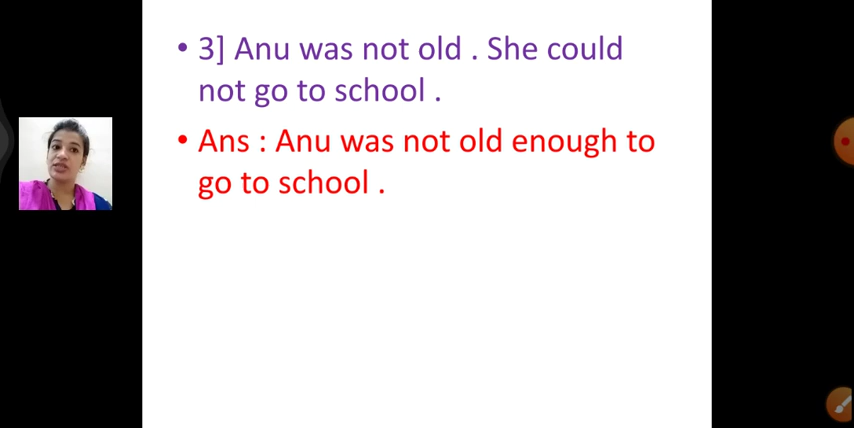 • 3] Anu was not old . She could
not go to school .
• Ans : Anu was not old enough to
go to school .